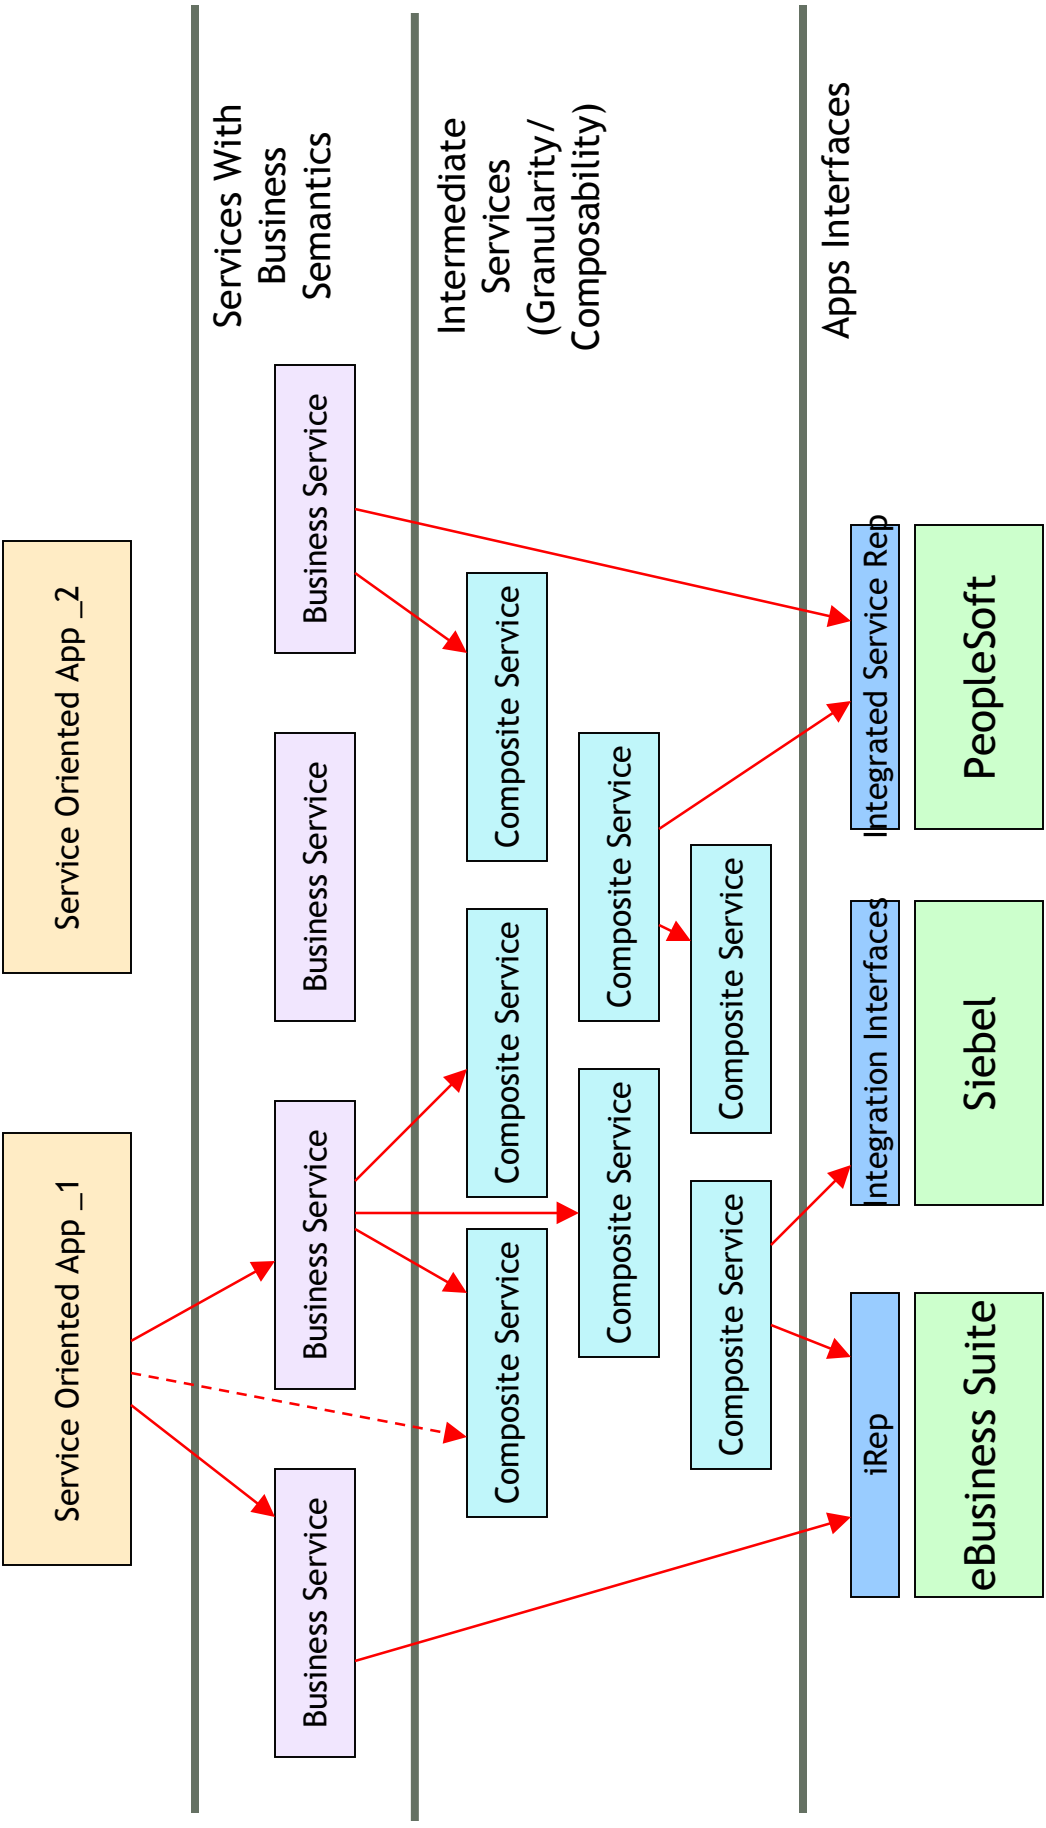 Service Oriented App _1
Service Oriented App _2
Services With
Business
Semantics
Business Service
Business Service
Business Service
Business Service
Intermediate
Services
(Granularity/
Composability)
Composite Service
Composite Service
Composite Service
Composite Service
Composite Service
Composite Service
Composite Service
Apps Interfaces
iRep
Integration Interfaces
Integrated Service Rep
eBusiness Suite
Siebel
PeopleSoft